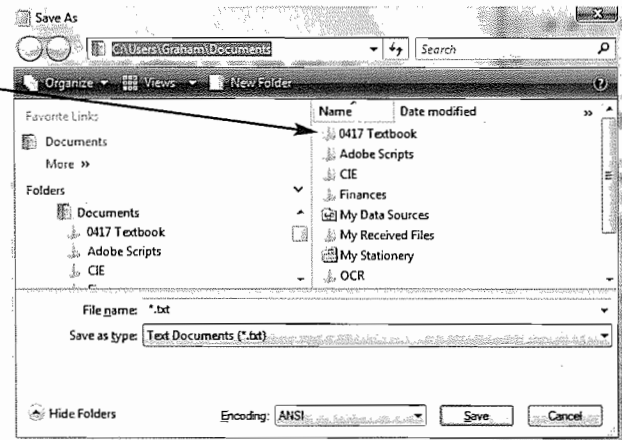 Save As
C:\Users\Graham\Documents
Search
Organize Views New Folder
Favorite Links
Documents
More »
Folders
Documents
0417 Textbook
Adobe Scripts
CIE
Name Date modified »
0417 Textbook
Adobe Scripts
CIE
Finances
My Data Sources
My Received Files
My Stationery
OCR
File name: *.txt
Save as type: Text Documents (*.txt)
Hide Folders Encoding: ANSI Save Cancel